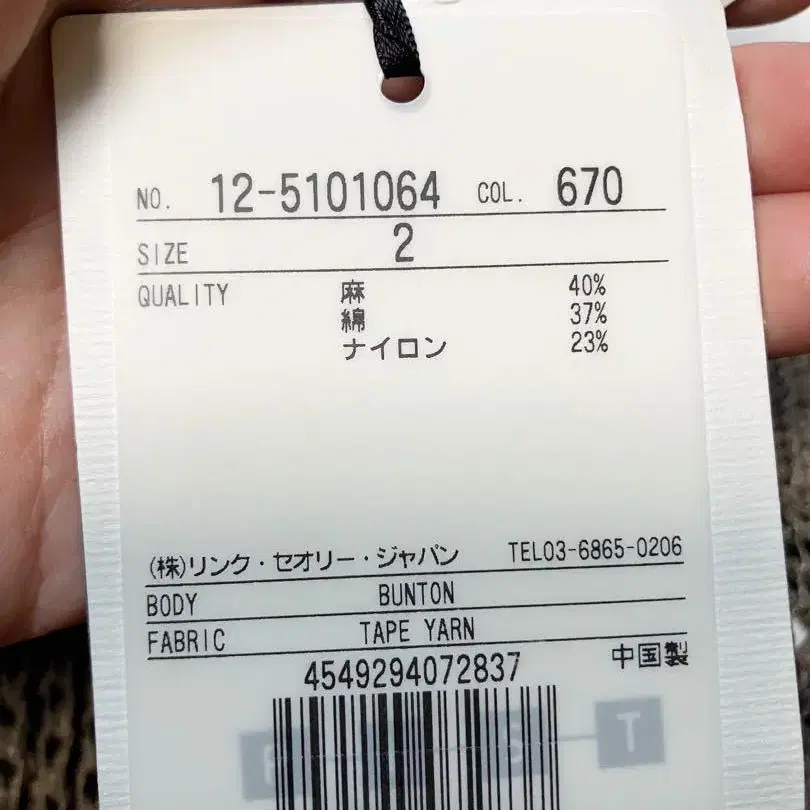 NO. 12-5101064 COL. 670
SIZE 2
QUALITY 麻 40%
綿 37%
ナイロン 23%
(株)リンク・セオリー・ジャパン TEL03-6865-0206
BODY BUNTON
FABRIC TAPE YARN
4549294072837 中国製
T